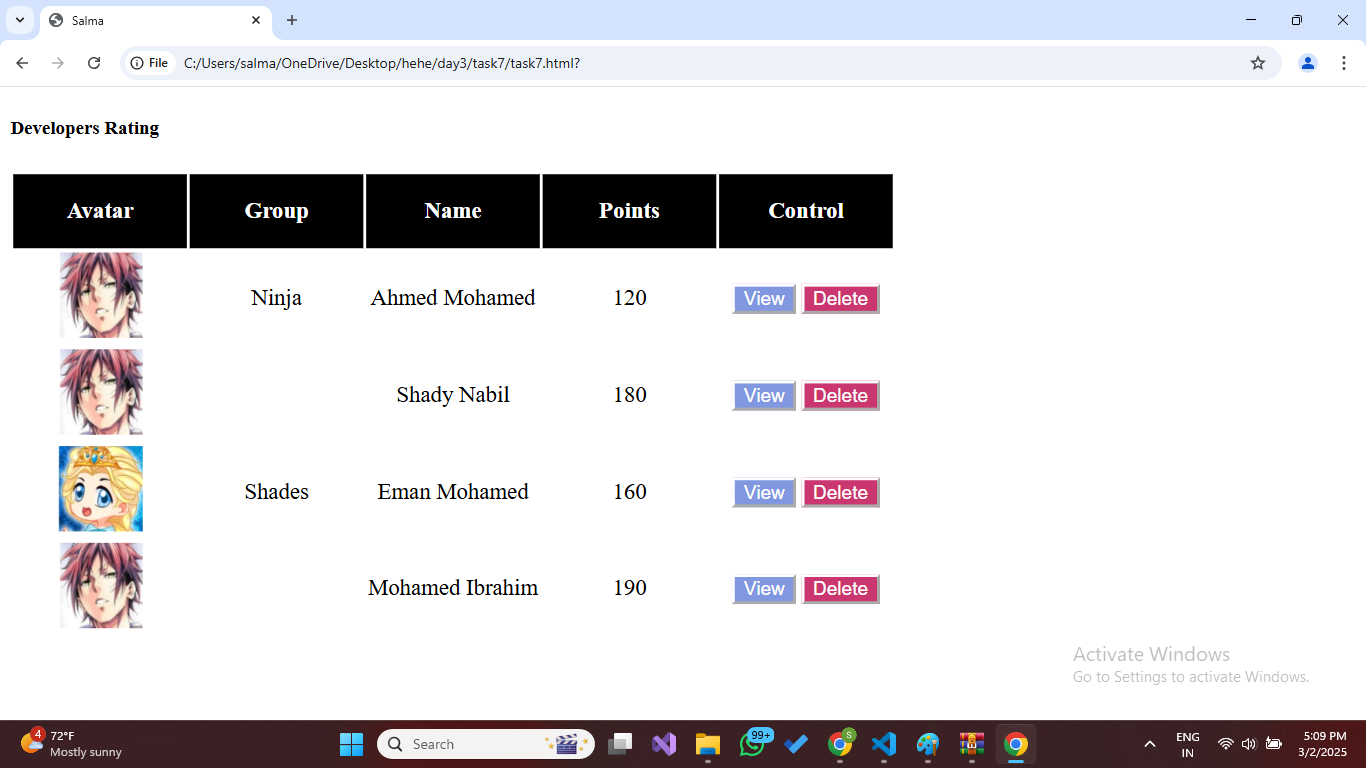 Salma
File
C:/Users/salma/OneDrive/Desktop/hehe/day3/task7/task7.html?
Developers Rating
Avatar Group Name Points Control
Ninja Ahmed Mohamed 120 View Delete
Shady Nabil 180 View Delete
Shades Eman Mohamed 160 View Delete
Mohamed Ibrahim 190 View Delete
Activate Windows
Go to Settings to activate Windows.
4
72°F
Mostly sunny
Search
99+
S
ENG
IN
5:09 PM
3/2/2025